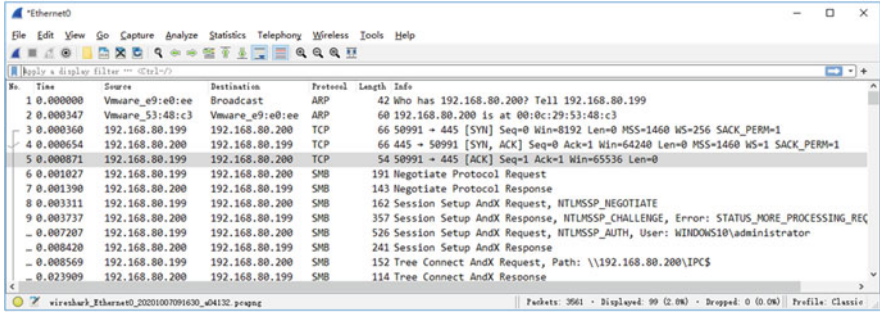 *Ethernet0
File Edit View Go Capture Analyze Statistics Telephony Wireless Tools Help
Apply a display filter ... <Ctrl-/>
No. Time Source Destination Protocol Length Info
1 0.000000 Vmware_e9:e0:ee Broadcast ARP 42 Who has 192.168.80.200? Tell 192.168.80.199
2 0.000347 Vmware_53:48:c3 Vmware_e9:e0:ee ARP 60 192.168.80.200 is at 00:0c:29:53:48:c3
3 0.000360 192.168.80.199 192.168.80.200 TCP 66 50991 → 445 [SYN] Seq=0 Win=8192 Len=0 MSS=1460 WS=256 SACK_PERM=1
4 0.000654 192.168.80.200 192.168.80.199 TCP 66 445 → 50991 [SYN, ACK] Seq=0 Ack=1 Win=64240 Len=0 MSS=1460 WS=1 SACK_PERM=1
5 0.000871 192.168.80.199 192.168.80.200 TCP 54 50991 → 445 [ACK] Seq=1 Ack=1 Win=65536 Len=0
6 0.001027 192.168.80.199 192.168.80.200 SMB 191 Negotiate Protocol Request
7 0.001390 192.168.80.200 192.168.80.199 SMB 143 Negotiate Protocol Response
8 0.003311 192.168.80.199 192.168.80.200 SMB 162 Session Setup AndX Request, NTLMSSP_NEGOTIATE
9 0.003737 192.168.80.200 192.168.80.199 SMB 357 Session Setup AndX Response, NTLMSSP_CHALLENGE, Error: STATUS_MORE_PROCESSING_REQ
… 0.007207 192.168.80.199 192.168.80.200 SMB 526 Session Setup AndX Request, NTLMSSP_AUTH, User: WINDOWS10\administrator
… 0.008420 192.168.80.200 192.168.80.199 SMB 241 Session Setup AndX Response
… 0.008569 192.168.80.199 192.168.80.200 SMB 152 Tree Connect AndX Request, Path: \\192.168.80.200\IPC$
… 0.023909 192.168.80.200 192.168.80.199 SMB 114 Tree Connect AndX Response
wireshark_Ethernet0_20201007091630_a04132.pcapng Packets: 3561 · Displayed: 99 (2.8%) · Dropped: 0 (0.0%) Profile: Classic